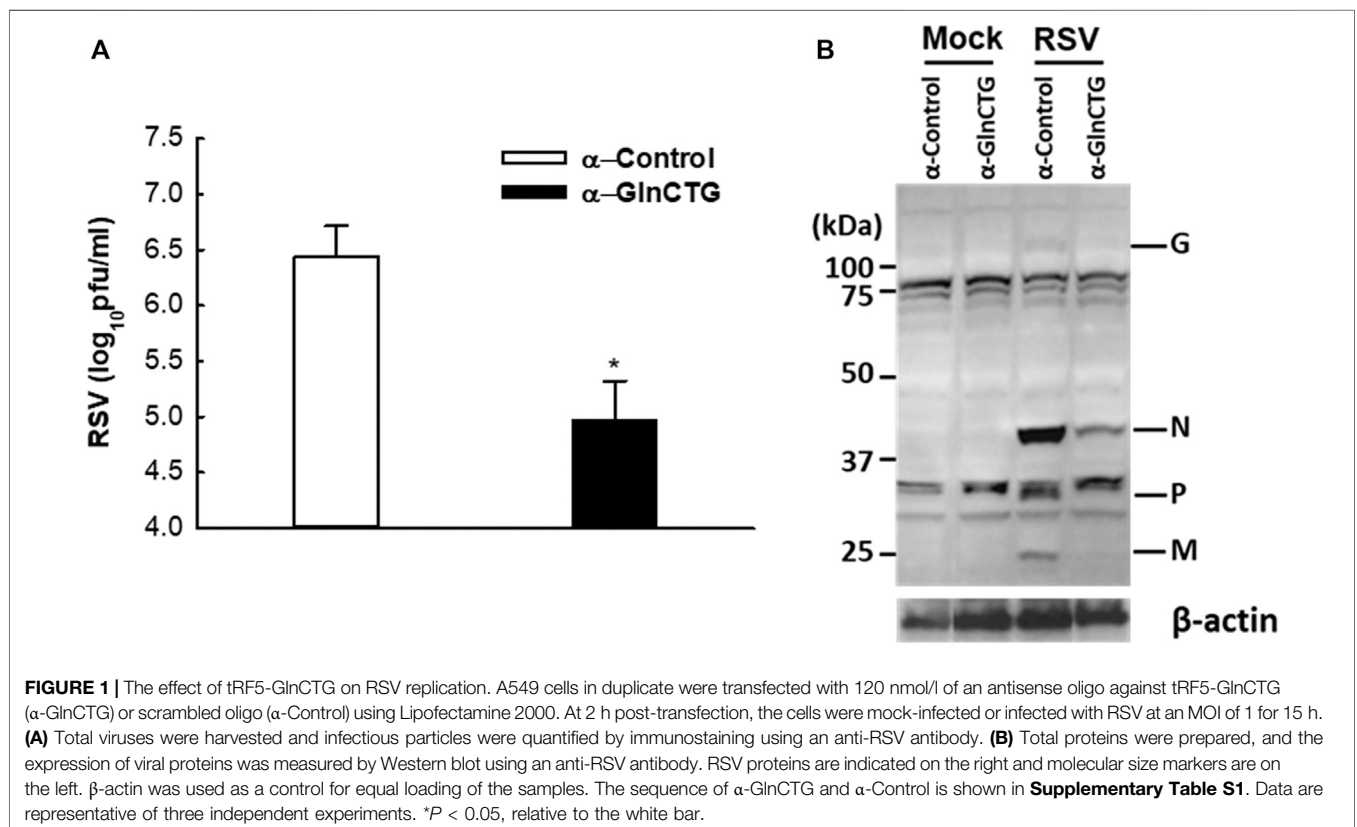 A
RSV (log10pfu/ml)
7.5
7.0
6.5
6.0
5.5
5.0
4.5
4.0
α–Control
α–GlnCTG
*
B
Mock RSV
α-Control α-GlnCTG α-Control α-GlnCTG
(kDa)
100
75
50
37
25
G
N
P
M
β-actin
FIGURE 1 | The effect of tRF5-GlnCTG on RSV replication. A549 cells in duplicate were transfected with 120 nmol/l of an antisense oligo against tRF5-GlnCTG
(α-GlnCTG) or scrambled oligo (α-Control) using Lipofectamine 2000. At 2 h post-transfection, the cells were mock-infected or infected with RSV at an MOI of 1 for 15 h.
(A) Total viruses were harvested and infectious particles were quantified by immunostaining using an anti-RSV antibody. (B) Total proteins were prepared, and the
expression of viral proteins was measured by Western blot using an anti-RSV antibody. RSV proteins are indicated on the right and molecular size markers are on
the left. β-actin was used as a control for equal loading of the samples. The sequence of α-GlnCTG and α-Control is shown in Supplementary Table S1. Data are
representative of three independent experiments. *P < 0.05, relative to the white bar.